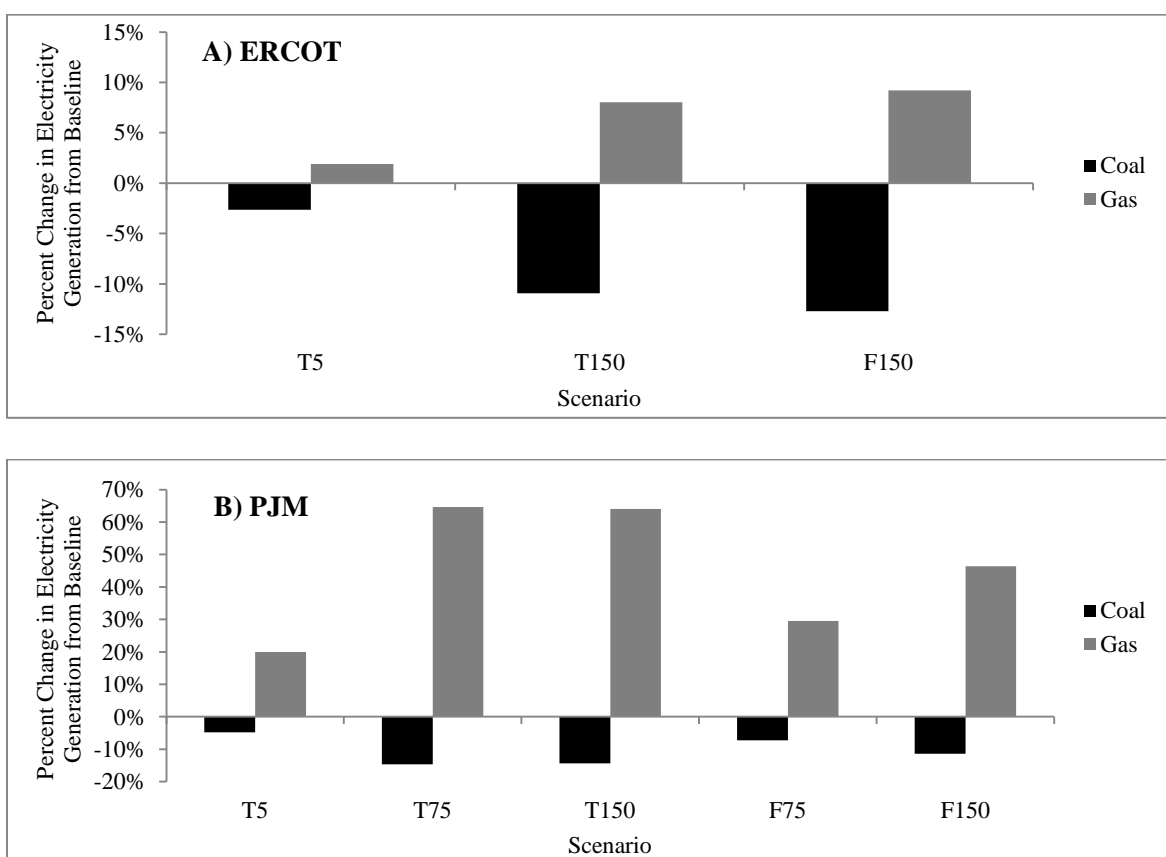 A) ERCOT
Percent Change in Electricity
Generation from Baseline
15%
10%
5%
0%
-5%
-10%
-15%
T5 T150 F150
Scenario
Coal
Gas
B) PJM
Percent Change in Electricity
Generation from Baseline
70%
60%
50%
40%
30%
20%
10%
0%
-10%
-20%
T5 T75 T150 F75 F150
Scenario
Coal
Gas